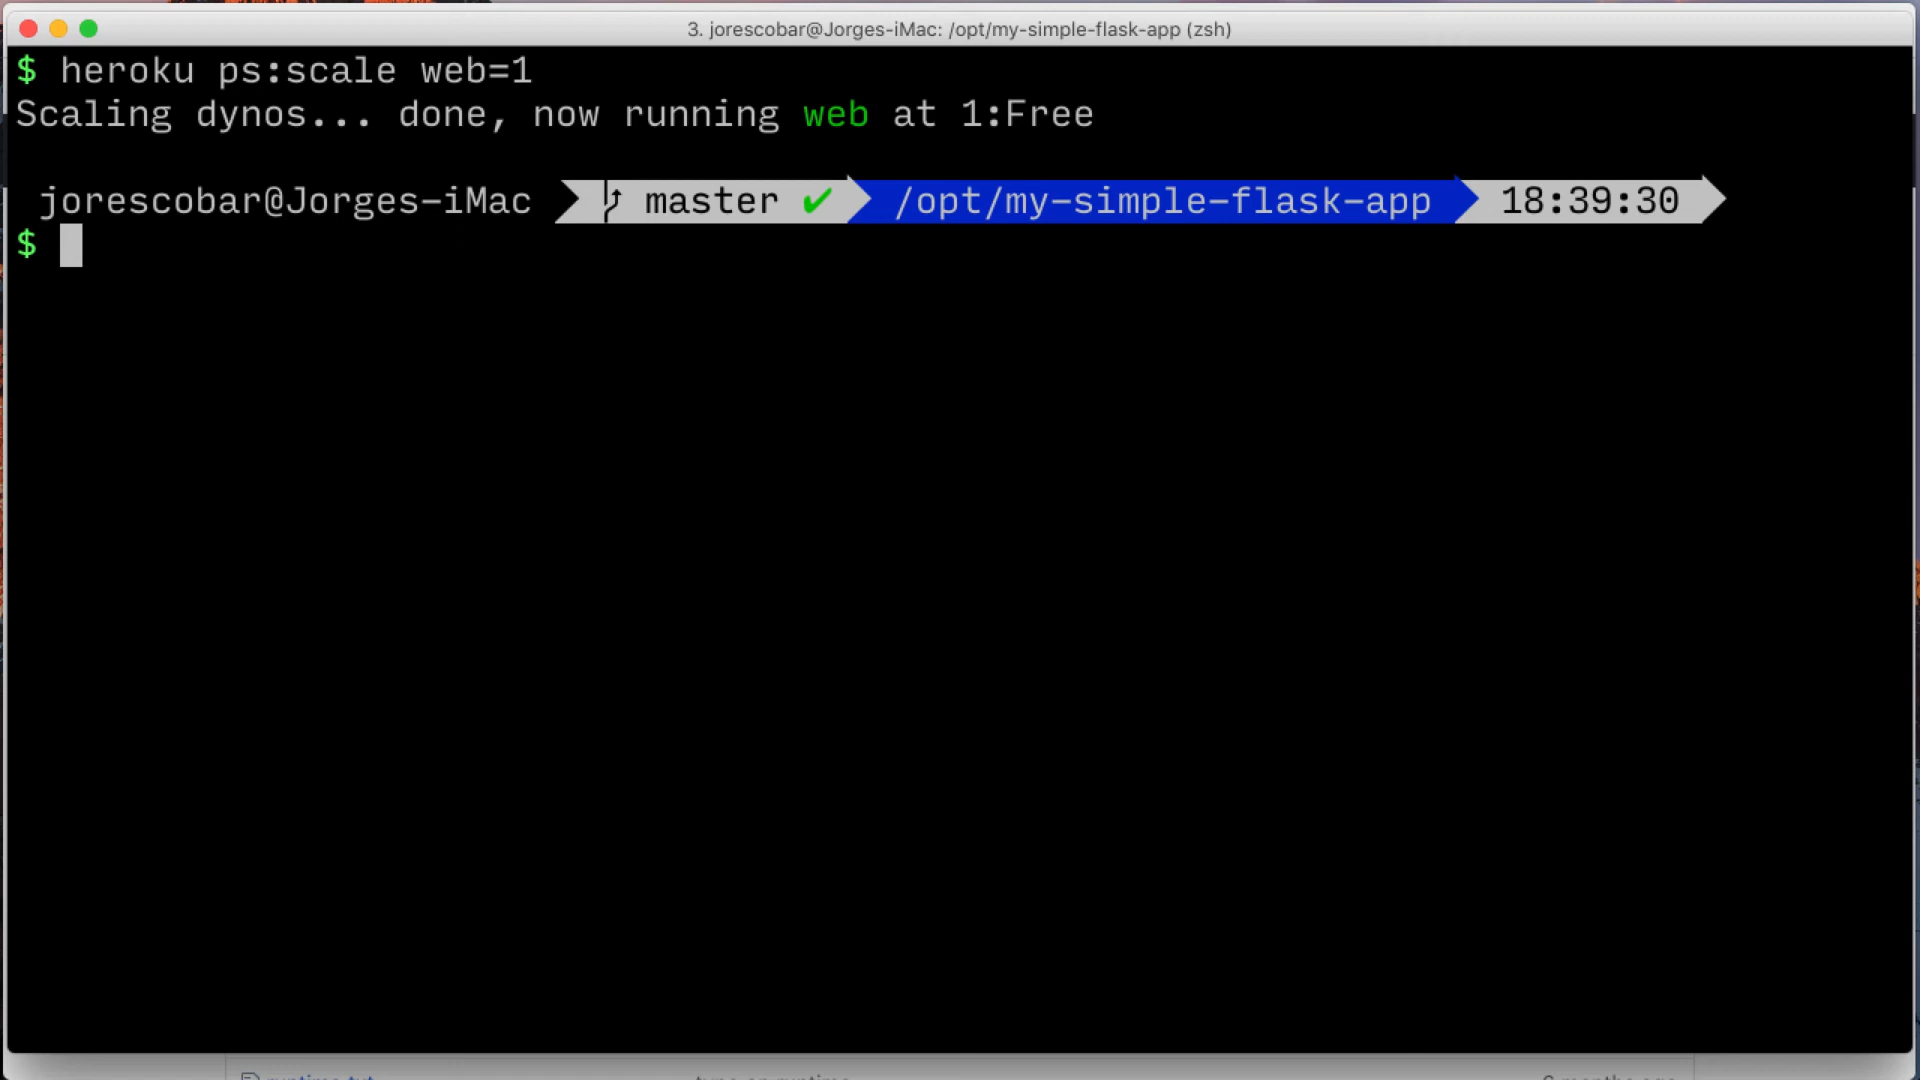 3. jorescobar@Jorges-iMac: /opt/my-simple-flask-app (zsh)
$ heroku ps:scale web=1
Scaling dynos... done, now running web at 1:Free
jorescobar@Jorges-iMac master ✔ /opt/my-simple-flask-app 18:39:30
$